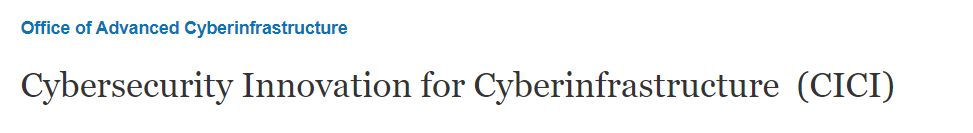 Office of Advanced Cyberinfrastructure
Cybersecurity Innovation for Cyberinfrastructure  (CICI)